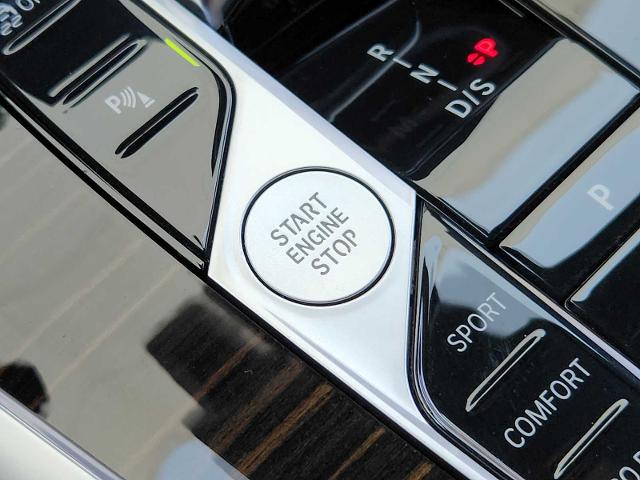 P
R
N
D/S
P
P
START
ENGINE
STOP
SPORT
COMFORT